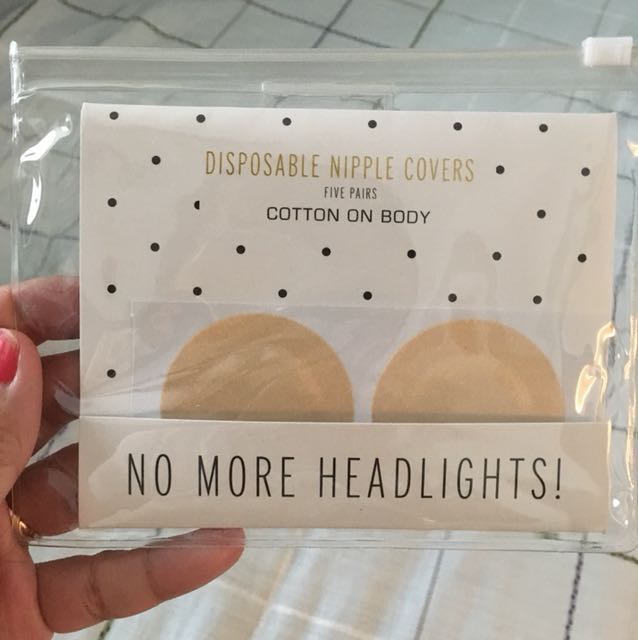 DISPOSABLE NIPPLE COVERS
FIVE PAIRS
COTTON ON BODY
NO MORE HEADLIGHTS!